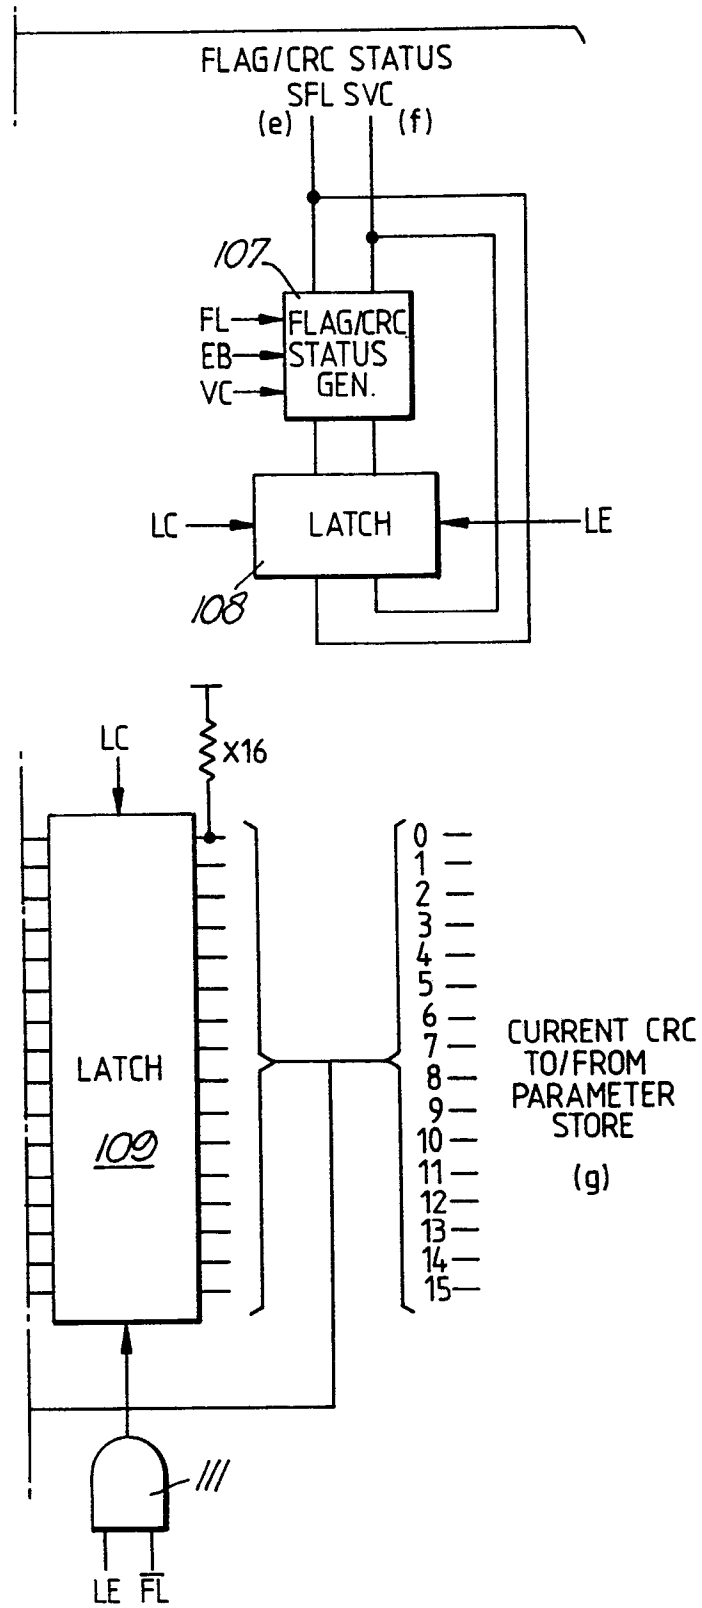 FLAG/CRC STATUS
SFL SVC
(e) (f)
107
FL
EB
VC
FLAG/CRC
STATUS
GEN.
LC
LATCH
LE
108
LC
X16
LATCH
109
0
1
2
3
4
5
6
7
8
9
10
11
12
13
14
15
CURRENT CRC
TO/FROM
PARAMETER
STORE
(g)
111
LE F̅L̅